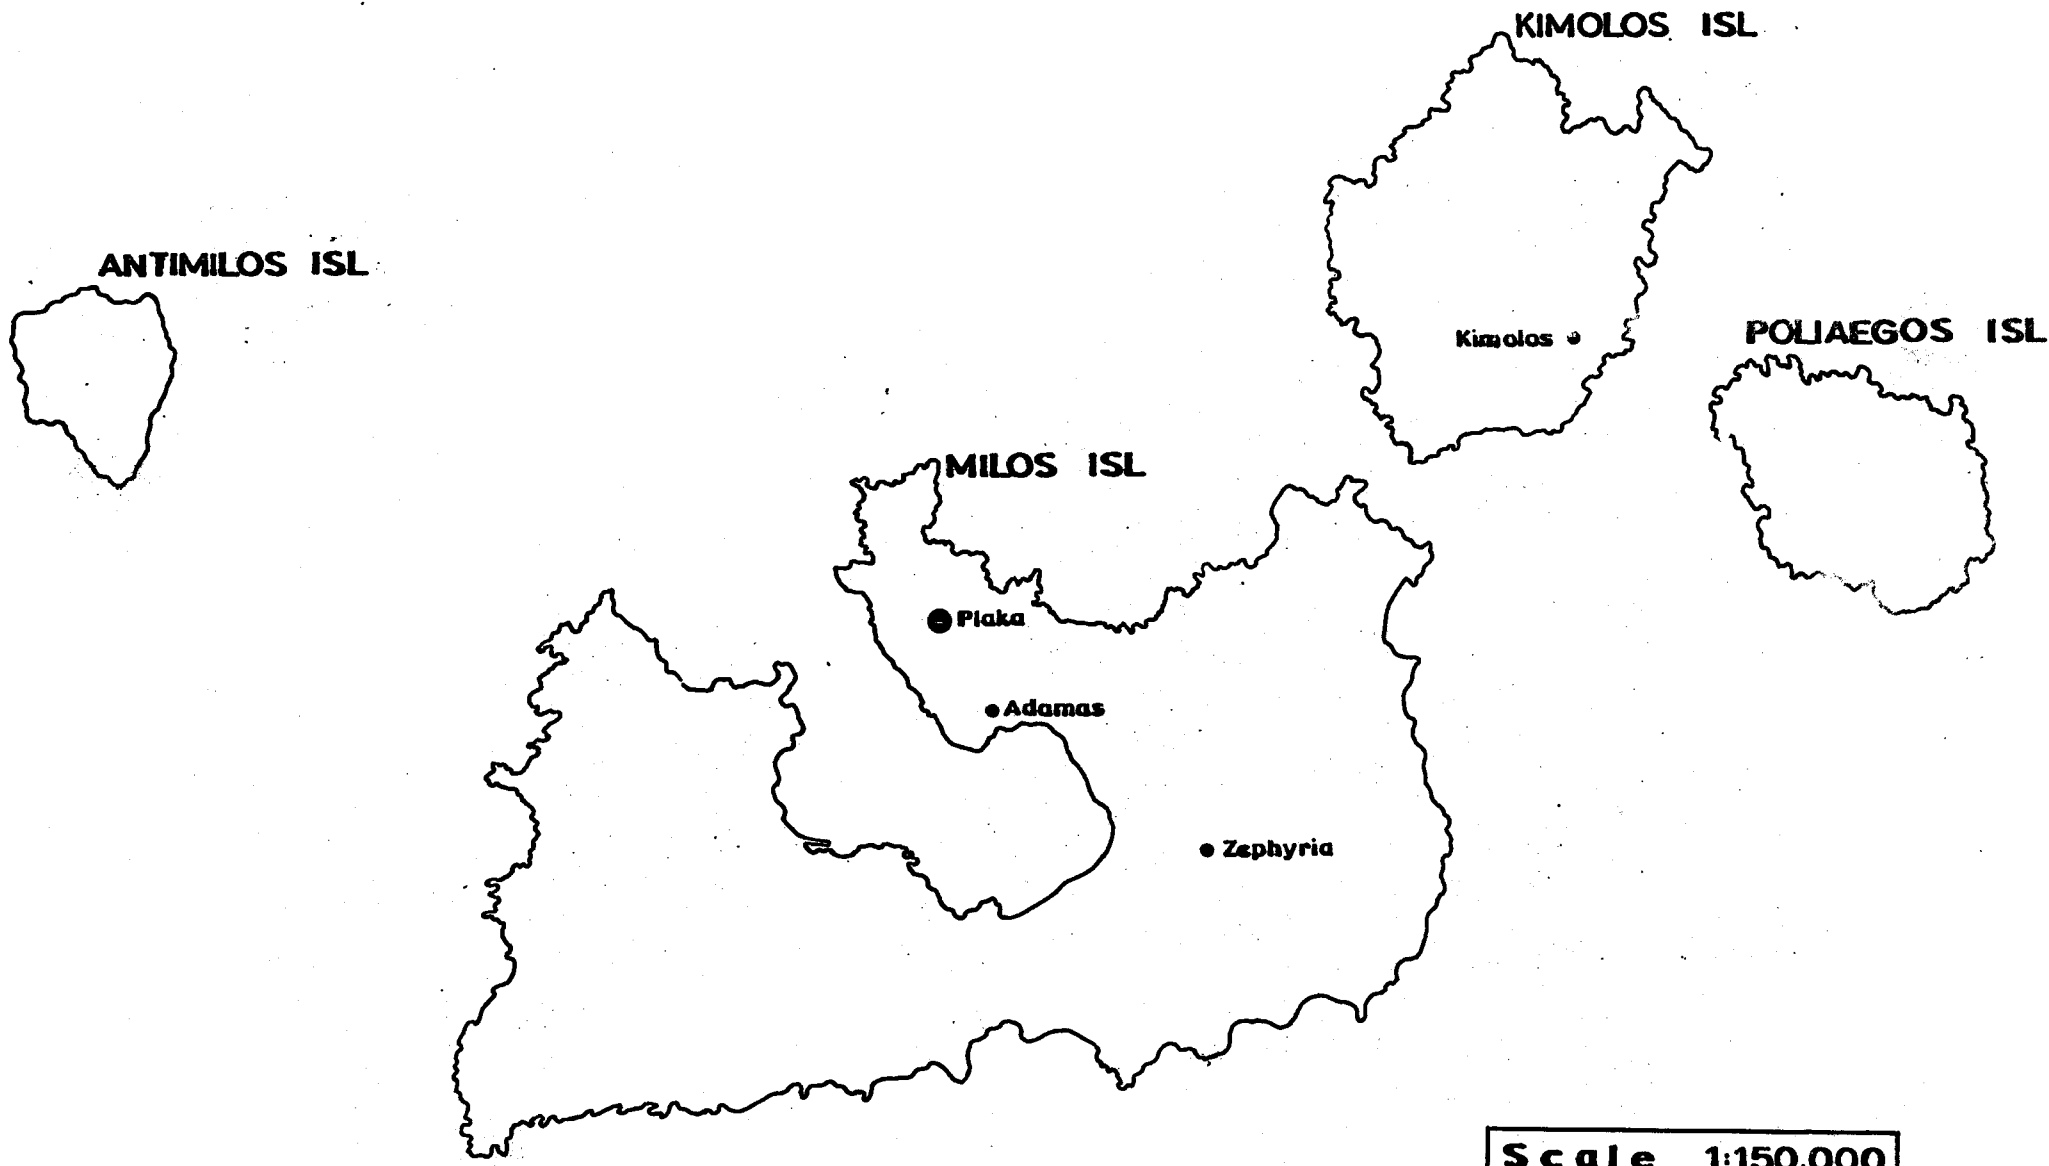 KIMOLOS ISL
ANTIMILOS ISL
Kimolos
POLIAEGOS ISL
MILOS ISL
Plaka
Adamas
Zephyria
Scale 1:150.000